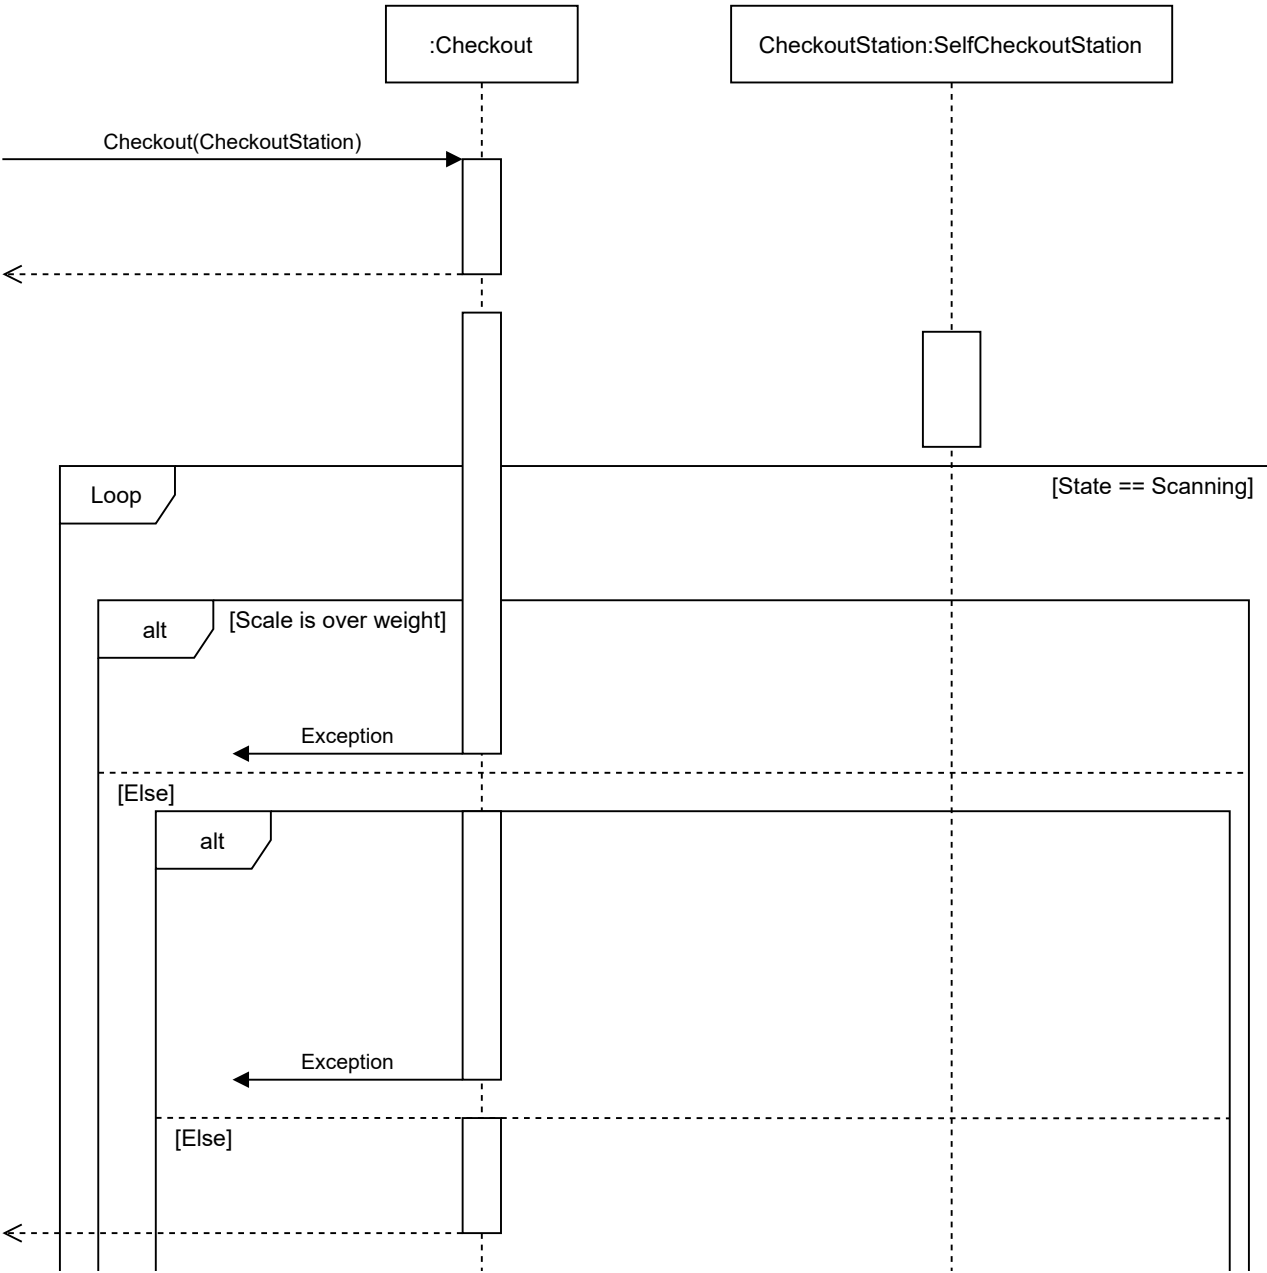 :Checkout
CheckoutStation:SelfCheckoutStation
Checkout(CheckoutStation)
Loop
[State == Scanning]
alt
[Scale is over weight]
Exception
[Else]
alt
Exception
[Else]